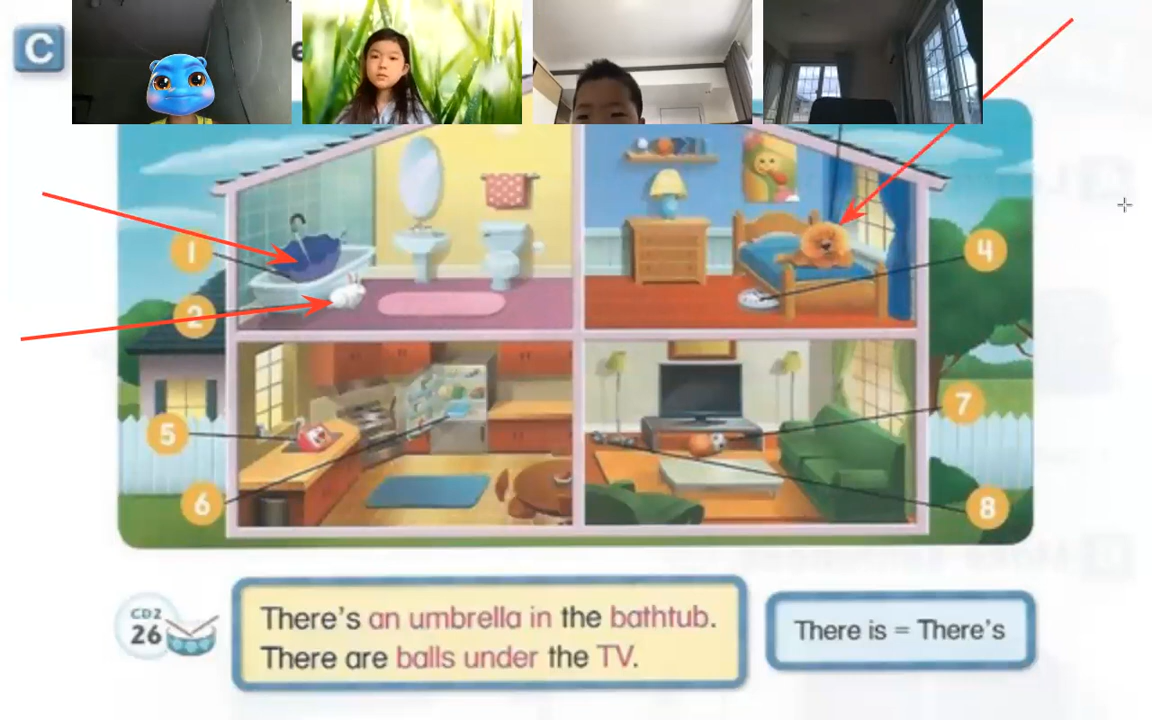 C
1
2
4
5
6
7
8
CD2
26
There's an umbrella in the bathtub.
There are balls under the TV.
There is = There's